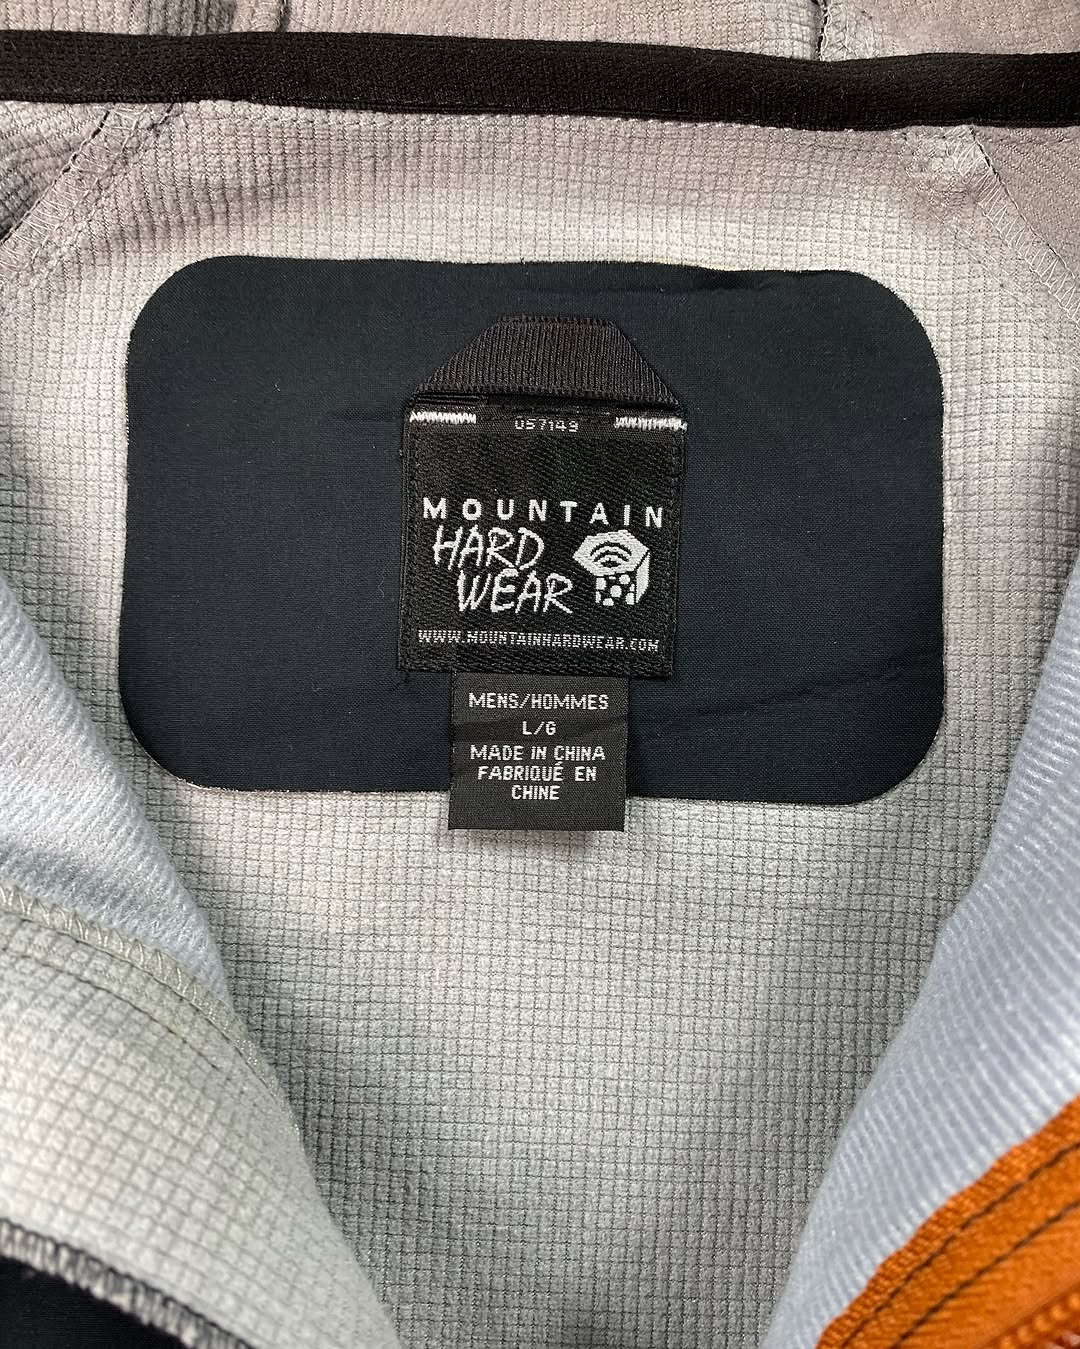 057149
MOUNTAIN
HARD
WEAR
WWW.MOUNTAINHARDWEAR.COM
MENS/HOMMES
L/G
MADE IN CHINA
FABRIQUÉ EN
CHINE